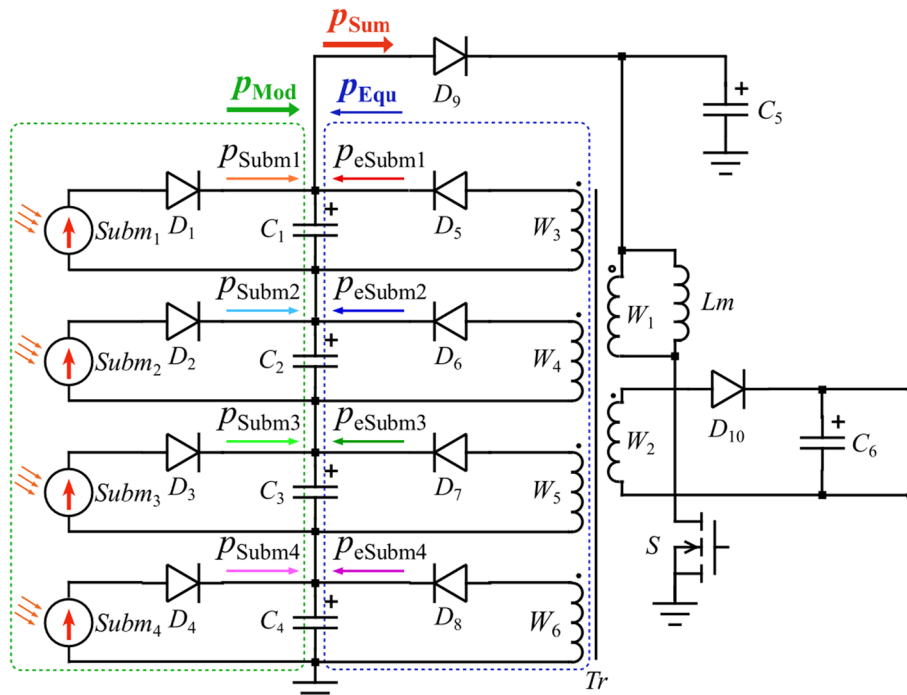 pSum
D9
pMod
pEqu
+
C5
pSubm1
peSubm1
+
Subm1
D1
C1
D5
W3
pSubm2
peSubm2
W1
Lm
+
Subm2
D2
C2
D6
W4
pSubm3
peSubm3
W2
D10
+
C6
+
Subm3
D3
C3
D7
W5
S
pSubm4
peSubm4
+
Subm4
D4
C4
D8
W6
Tr